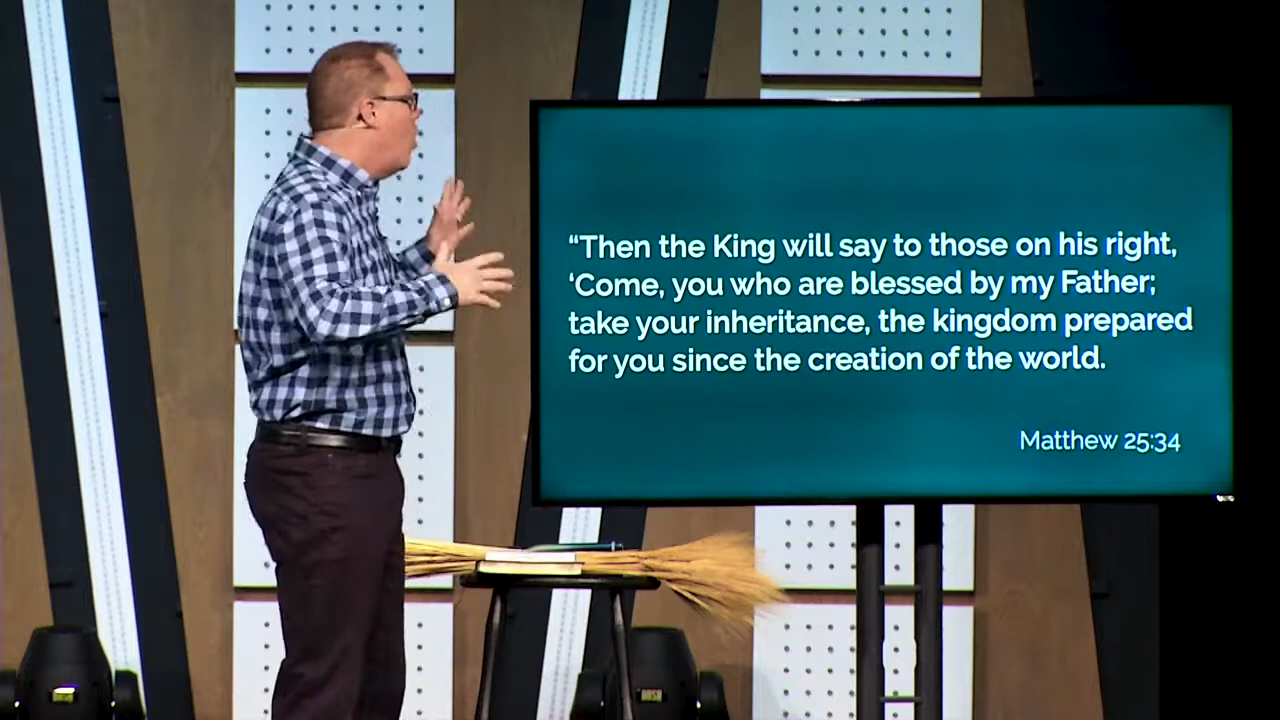 “Then the King will say to those on his right,
‘Come, you who are blessed by my Father;
take your inheritance, the kingdom prepared
for you since the creation of the world.
Matthew 25:34